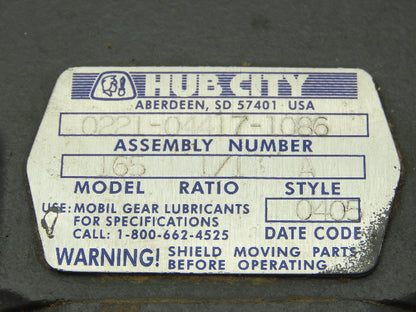 HUB CITY
ABERDEEN, SD 57401 USA
0221-04417-1086
ASSEMBLY NUMBER
165 1/1 A
MODEL RATIO STYLE
USE: MOBIL GEAR LUBRICANTS
FOR SPECIFICATIONS
CALL: 1-800-662-4525
0405
DATE CODE
WARNING! SHIELD MOVING PARTS
BEFORE OPERATING